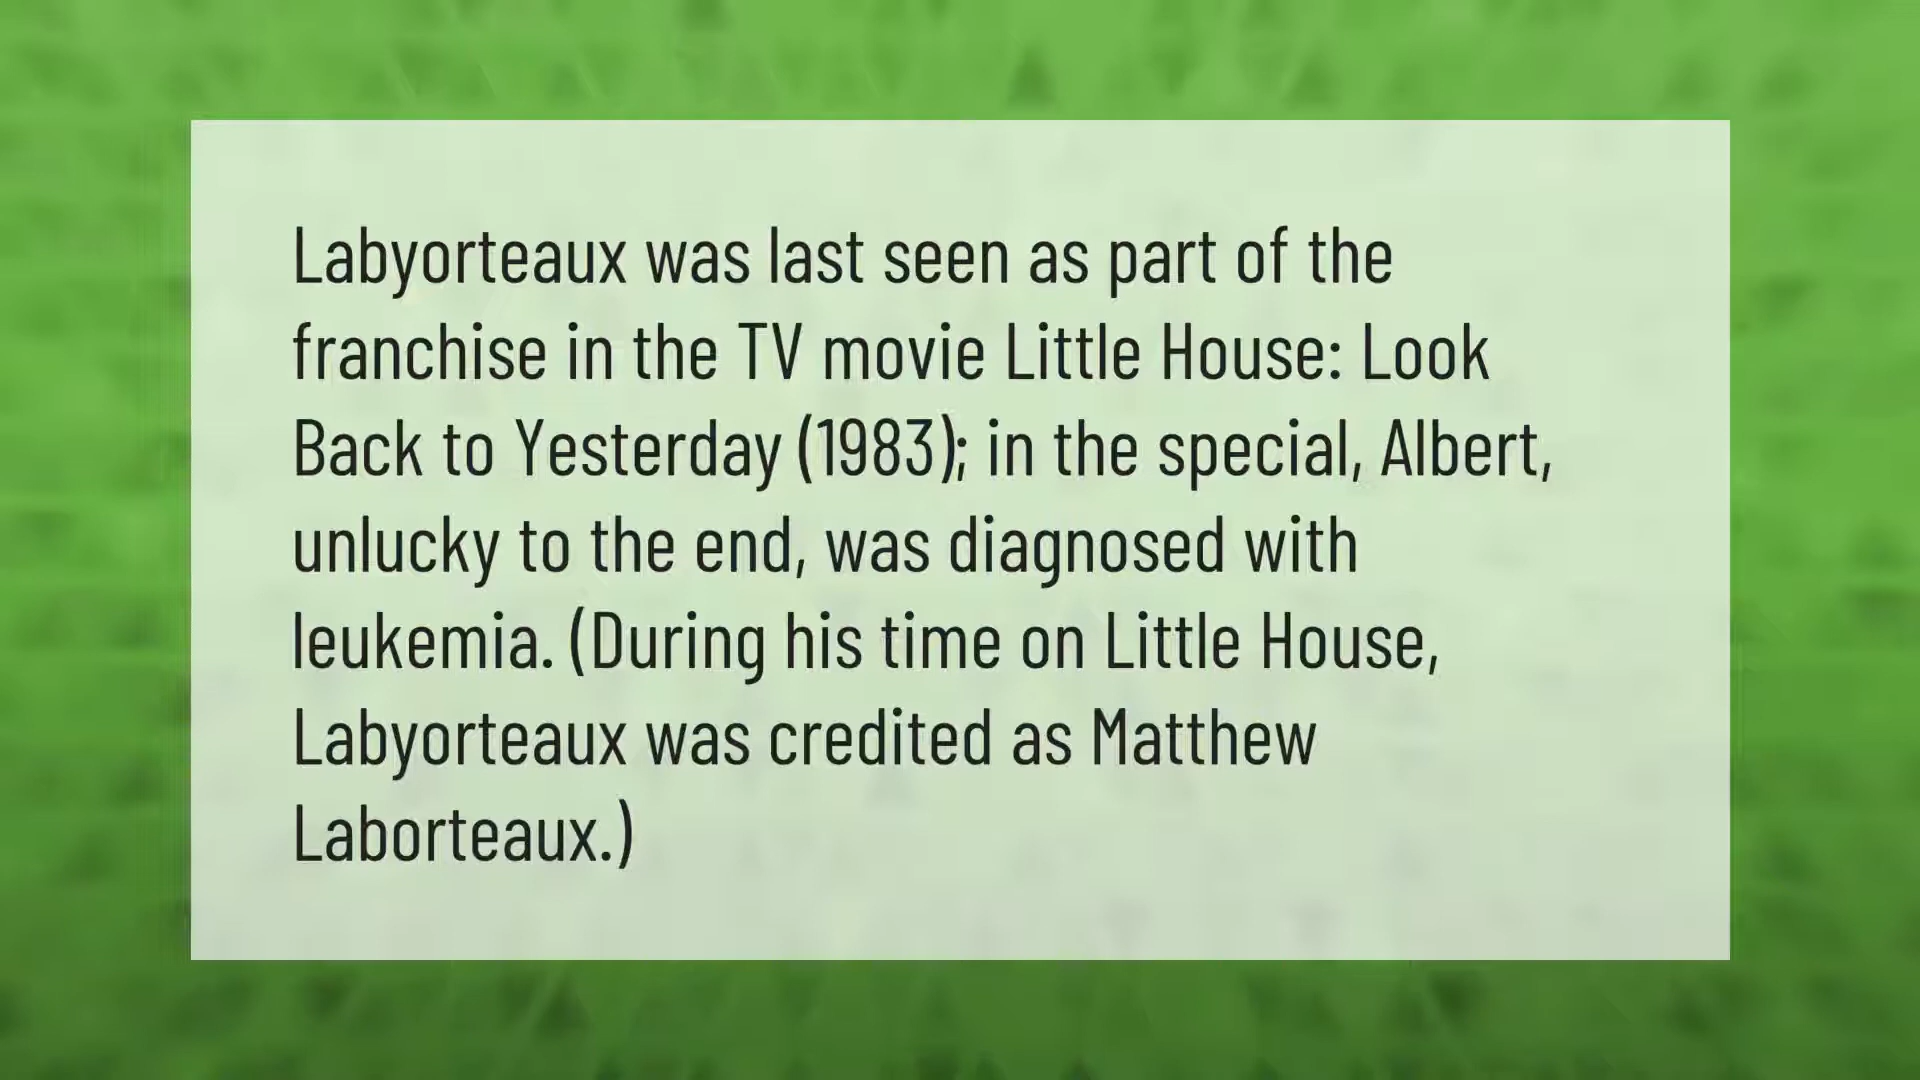 Labyorteaux was last seen as part of the
franchise in the TV movie Little House: Look
Back to Yesterday (1983); in the special, Albert,
unlucky to the end, was diagnosed with
leukemia. (During his time on Little House,
Labyorteaux was credited as Matthew
Laborteaux.)